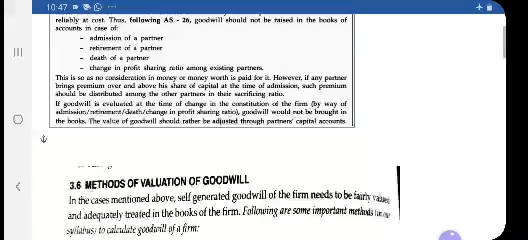 10:47
reliably at cost. Thus, following AS - 26, goodwill should not be raised in the books of
accounts in case of:
- admission of a partner
- retirement of a partner
- death of a partner
- change in profit sharing ratio among existing partners.
This is so as no consideration in money or money worth is paid for it. However, if any partner
brings premium over and above his share of capital at the time of admission, such premium
should be distributed among the other partners in their sacrificing ratio.
If goodwill is evaluated at the time of change in the constitution of the firm (by way of
admission/retirement/death/change in profit sharing ratio), goodwill would not be brought in
the books. The value of goodwill should rather be adjusted through partners' capital accounts.
3.6 METHODS OF VALUATION OF GOODWILL
In the cases mentioned above, self generated goodwill of the firm needs to be fairly valued
and adequately treated in the books of the firm. Following are some important methods
syllabus) to calculate goodwill of a firm: